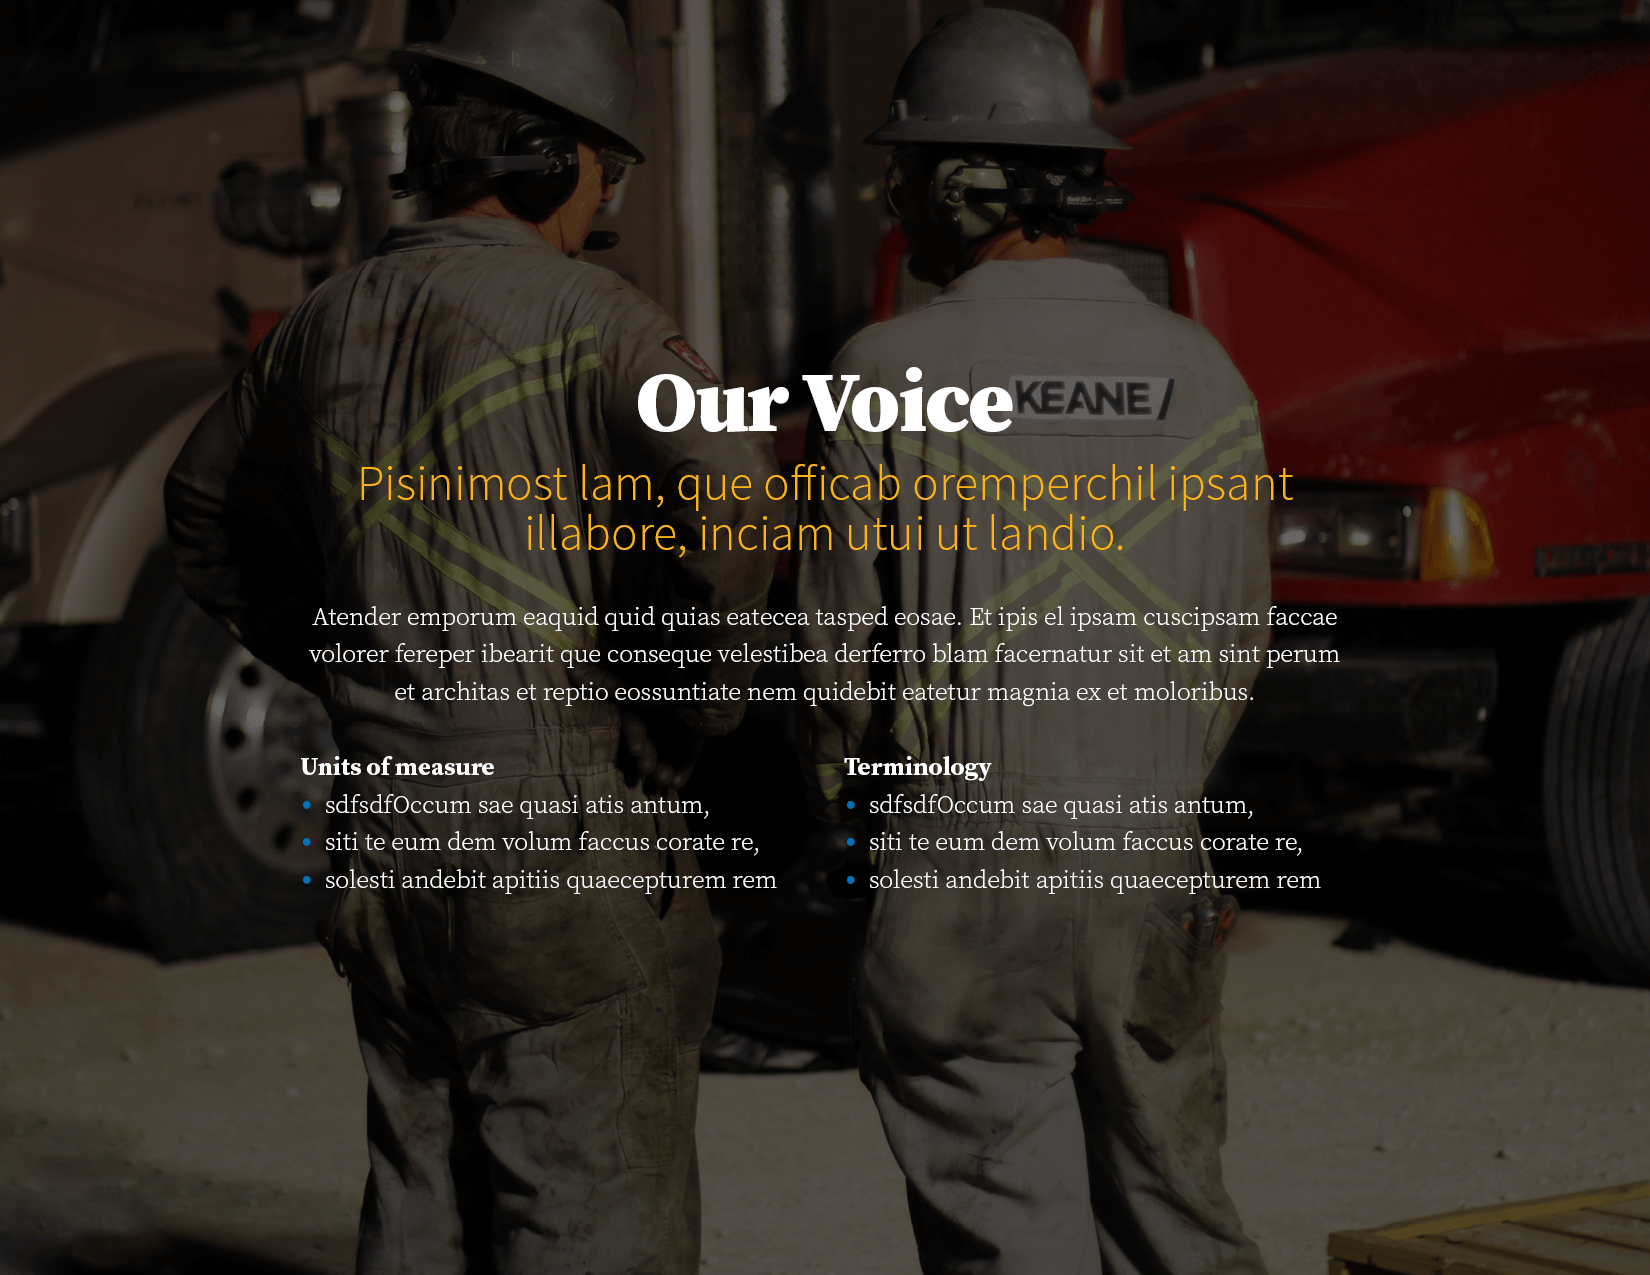 Our Voice
KEANE/
Pisinimost lam, que officab oremperchil ipsant
illabore, inciam utui ut landio.
Atender emporum eaquid quid quias eatecea tasped eosae. Et ipis el ipsam cuscipsam faccae
volorer fereper ibearit que conseque velestibea derferro blam facernatur sit et am sint perum
et architas et reptio eossuntiate nem quidebit eatetur magnia ex et moloribus.
Units of measure
• sdfsdfOccum sae quasi atis antum,
• siti te eum dem volum faccus corate re,
• solesti andebit apitiis quaecepturem rem
Terminology
• sdfsdfOccum sae quasi atis antum,
• siti te eum dem volum faccus corate re,
• solesti andebit apitiis quaecepturem rem